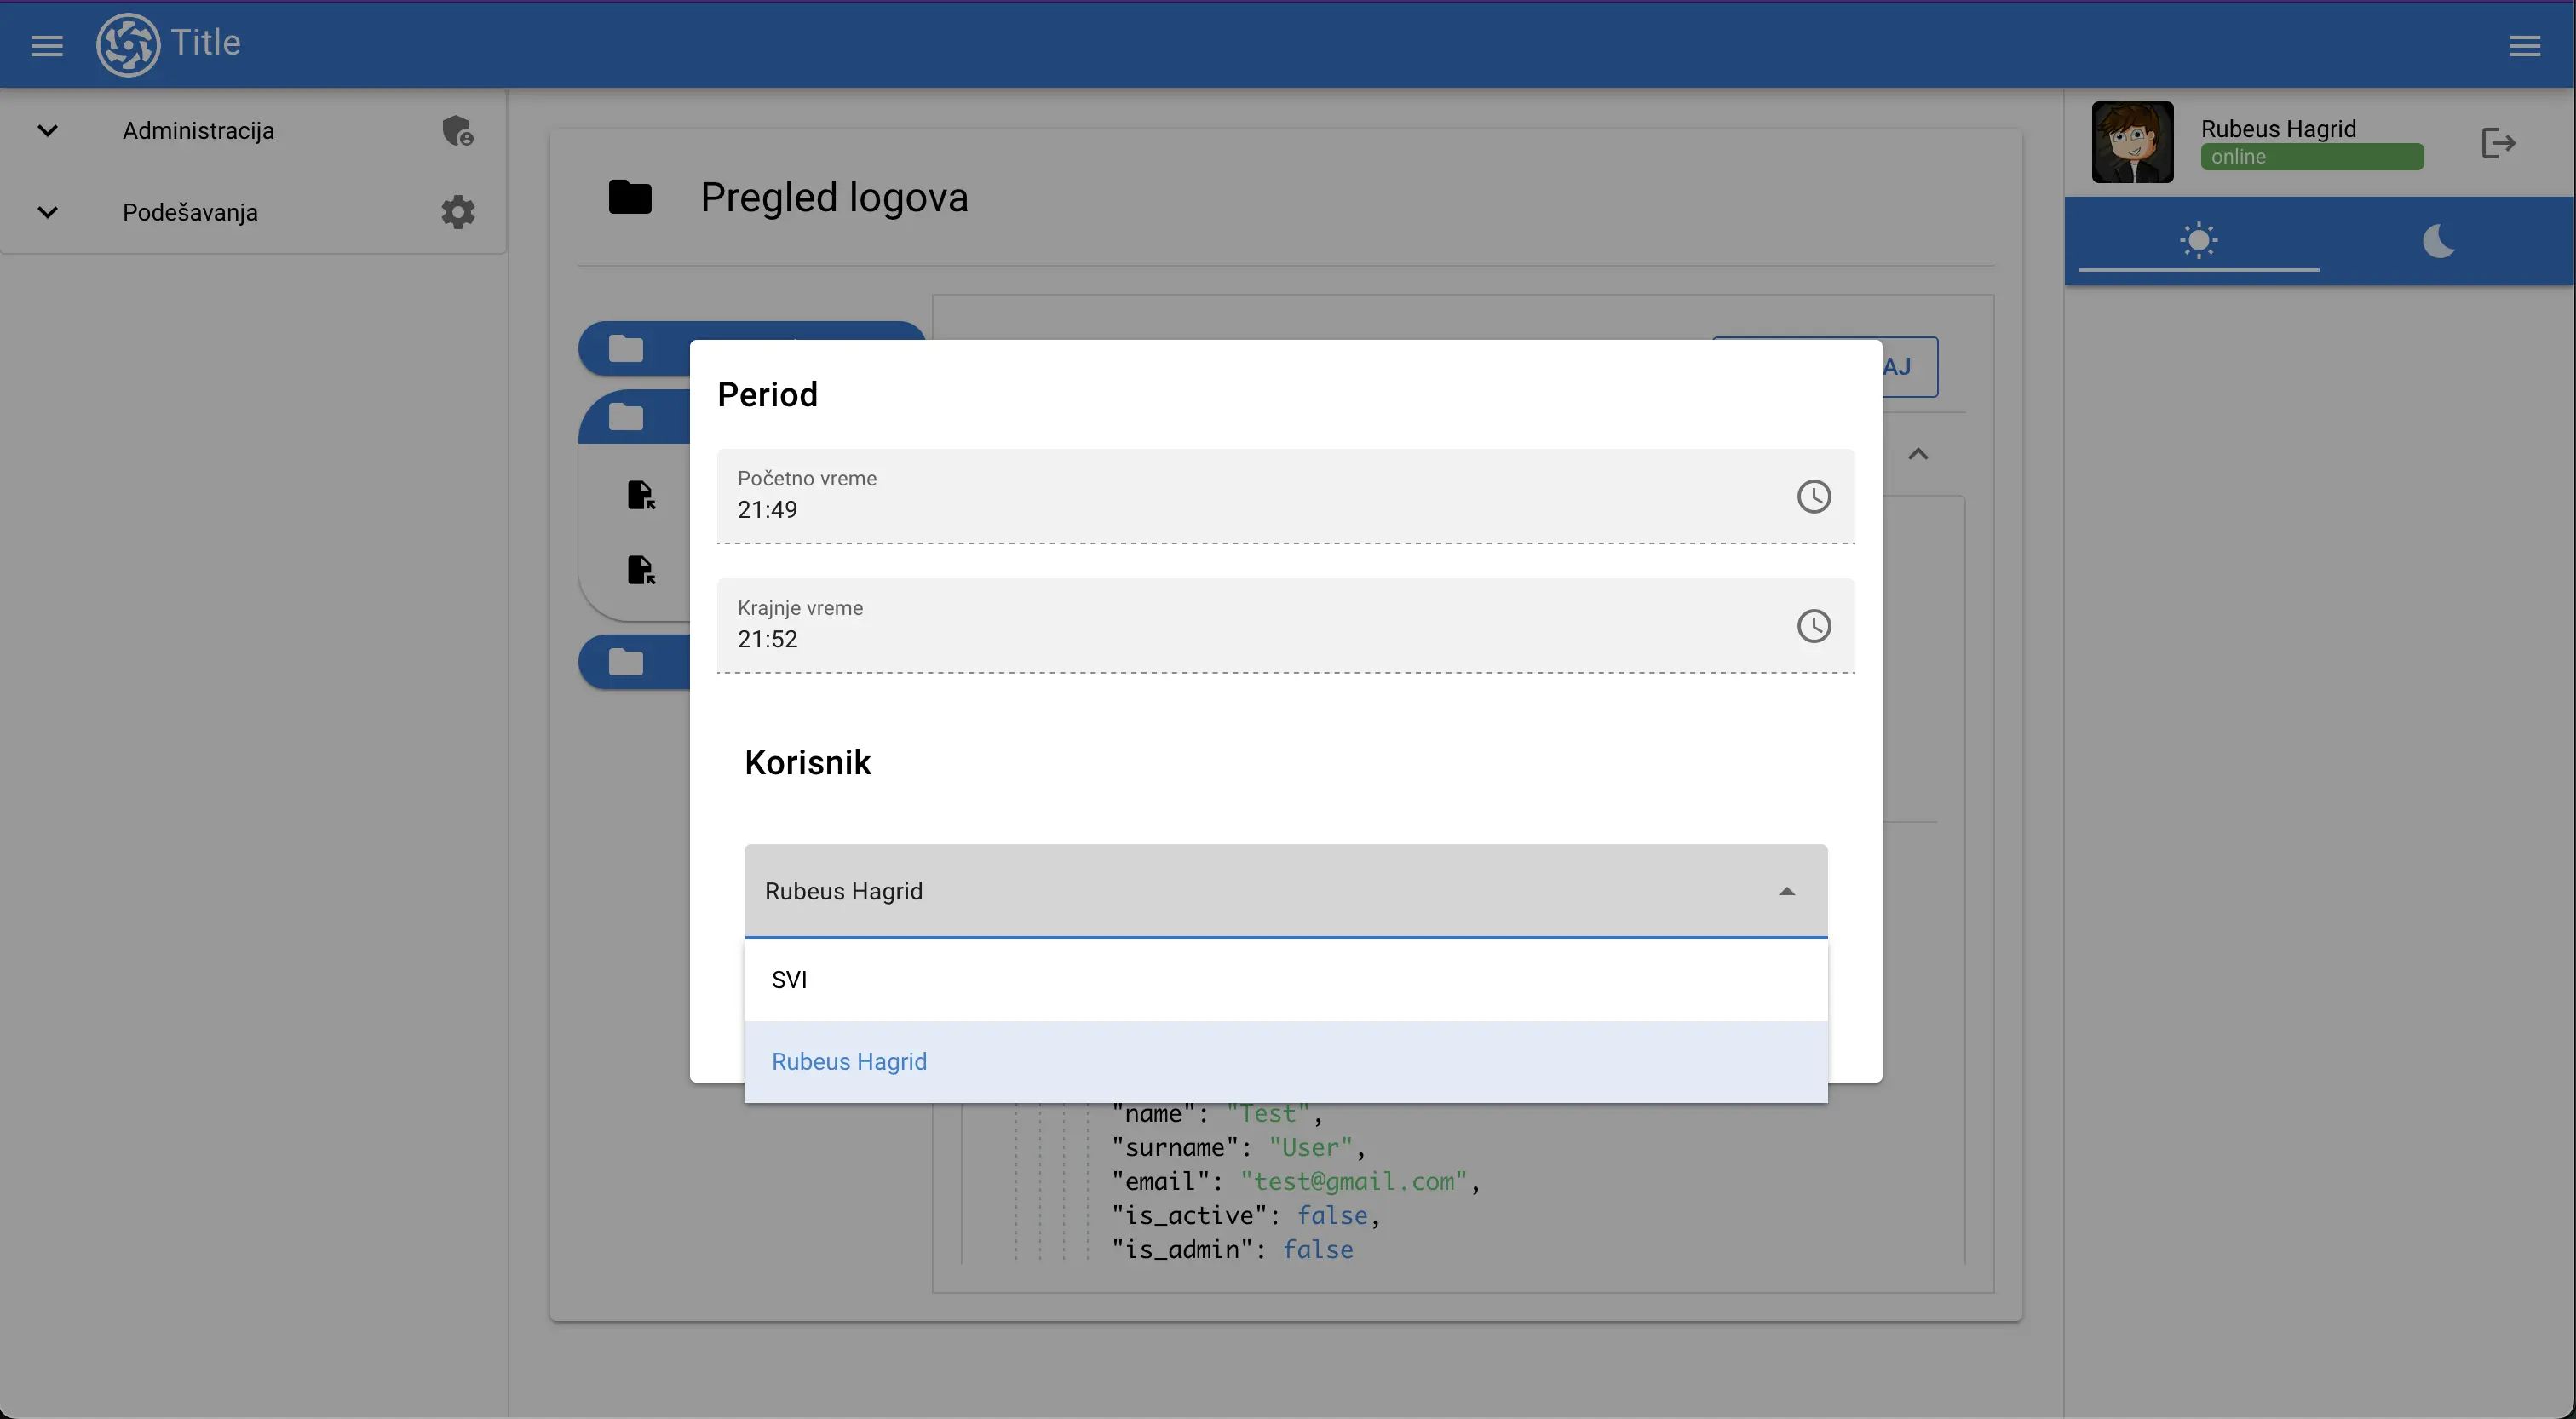 Title
Administracija
Podešavanja
Rubeus Hagrid
online
Pregled logova
AJ
Period
Početno vreme
21:49
Krajnje vreme
21:52
Korisnik
Rubeus Hagrid
SVI
Rubeus Hagrid
"name": "Test",
"surname": "User",
"email": "test@gmail.com",
"is_active": false,
"is_admin": false